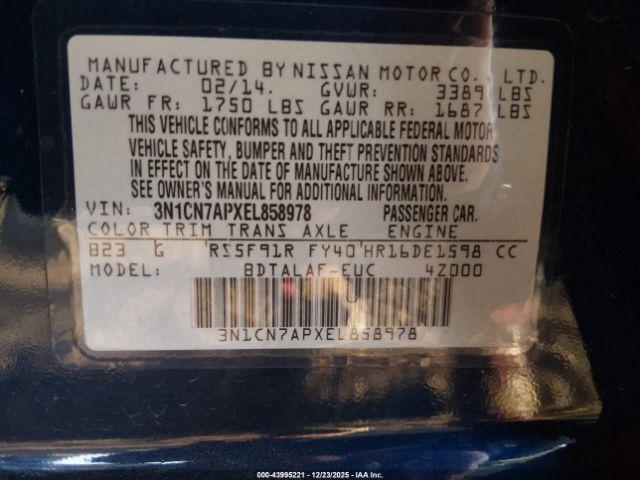 MANUFACTURED BY NISSAN MOTOR CO., LTD.
DATE: 02/14. GVWR: 3389 LBS
GAWR FR: 1750 LBS GAWR RR: 1687 LBS
THIS VEHICLE CONFORMS TO ALL APPLICABLE FEDERAL MOTOR
VEHICLE SAFETY, BUMPER AND THEFT PREVENTION STANDARDS
IN EFFECT ON THE DATE OF MANUFACTURE SHOWN ABOVE.
SEE OWNER'S MANUAL FOR ADDITIONAL INFORMATION.
VIN: 3N1CN7APXEL858978 PASSENGER CAR.
COLOR TRIM TRANS AXLE ENGINE
B23 G RS5F91R FY40 HR16DE1598 CC
MODEL: BDTALAF-EUC 4Z000
3N1CN7APXEL858978
000-43995221 - 12/23/2025 - IAA Inc.